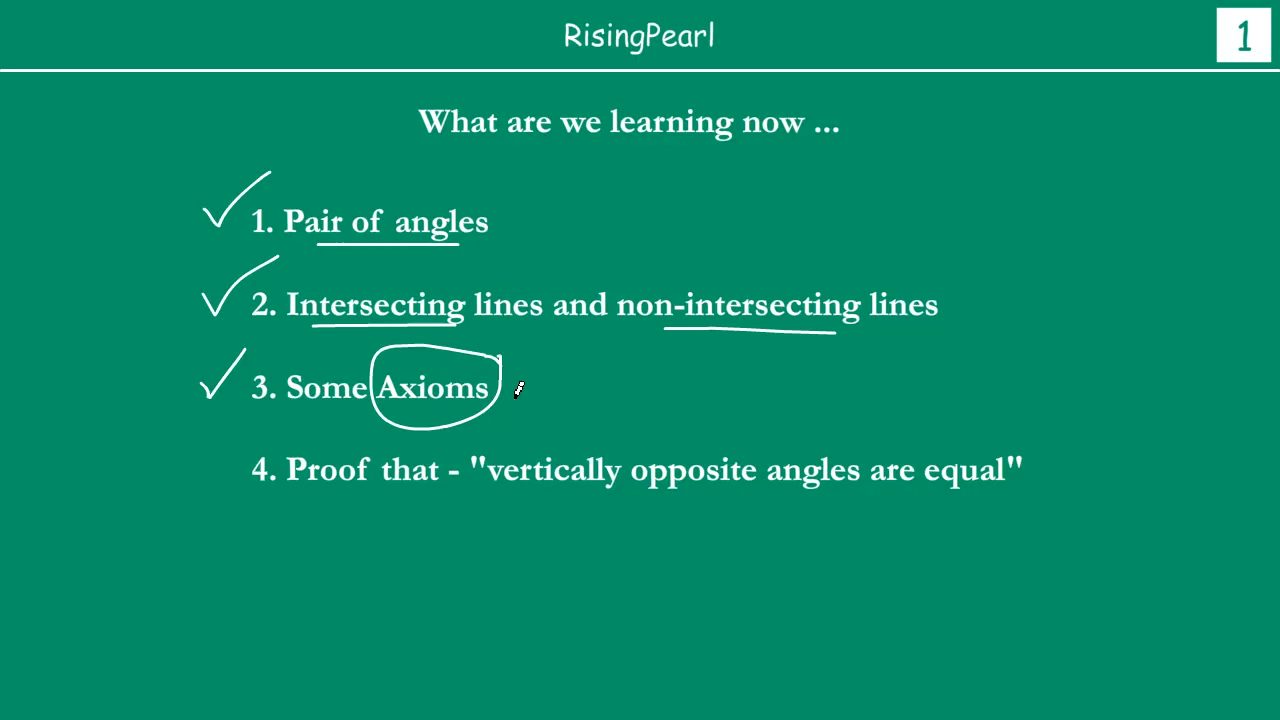 RisingPearl
1
What are we learning now ...
1. Pair of angles
2. Intersecting lines and non-intersecting lines
3. Some Axioms
4. Proof that - "vertically opposite angles are equal"